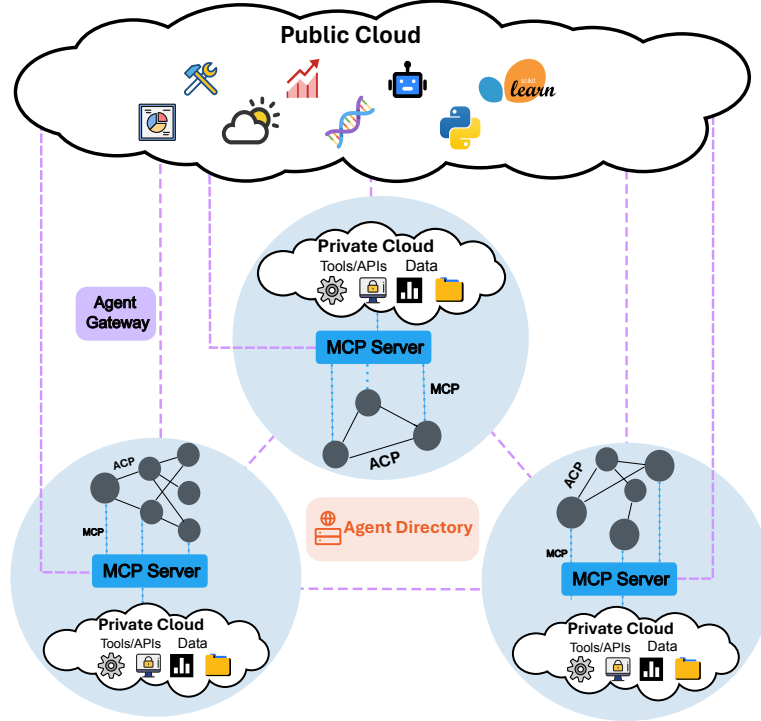 Public Cloud
scikit
learn
Private Cloud
Tools/APIs Data
Agent
Gateway
MCP Server
MCP
ACP
ACP
MCP
MCP Server
Private Cloud
Tools/APIs Data
Agent Directory
ACP
MCP
MCP Server
Private Cloud
Tools/APIs Data